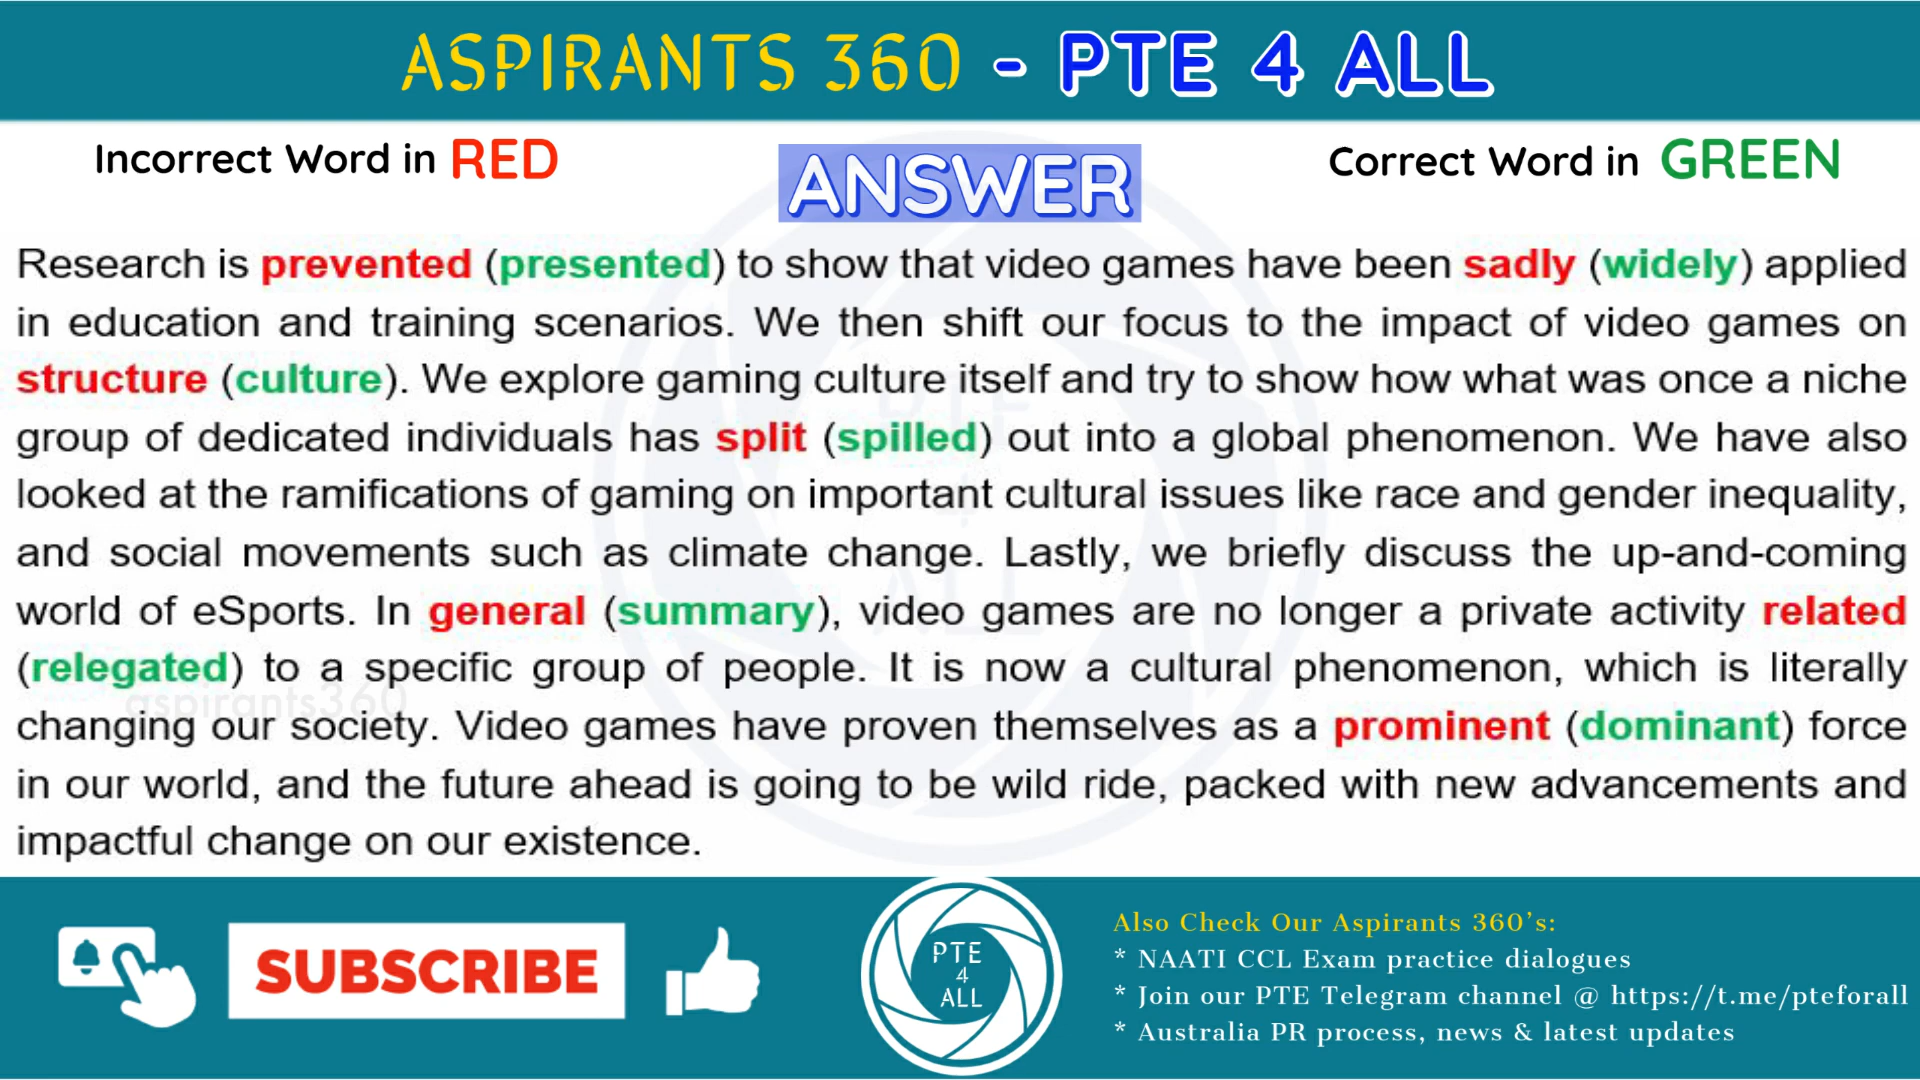 ASPIRANTS 360 - PTE 4 ALL
Incorrect Word in RED
ANSWER
Correct Word in GREEN
Research is prevented (presented) to show that video games have been sadly (widely) applied
in education and training scenarios. We then shift our focus to the impact of video games on
structure (culture). We explore gaming culture itself and try to show how what was once a niche
group of dedicated individuals has split (spilled) out into a global phenomenon. We have also
looked at the ramifications of gaming on important cultural issues like race and gender inequality,
and social movements such as climate change. Lastly, we briefly discuss the up-and-coming
world of eSports. In general (summary), video games are no longer a private activity related
(relegated) to a specific group of people. It is now a cultural phenomenon, which is literally
aspirants360
changing our society. Video games have proven themselves as a prominent (dominant) force
in our world, and the future ahead is going to be wild ride, packed with new advancements and
impactful change on our existence.
SUBSCRIBE
PTE
4
ALL
Also Check Our Aspirants 360's:
* NAATI CCL Exam practice dialogues
* Join our PTE Telegram channel @ https://t.me/pteforall
* Australia PR process, news & latest updates